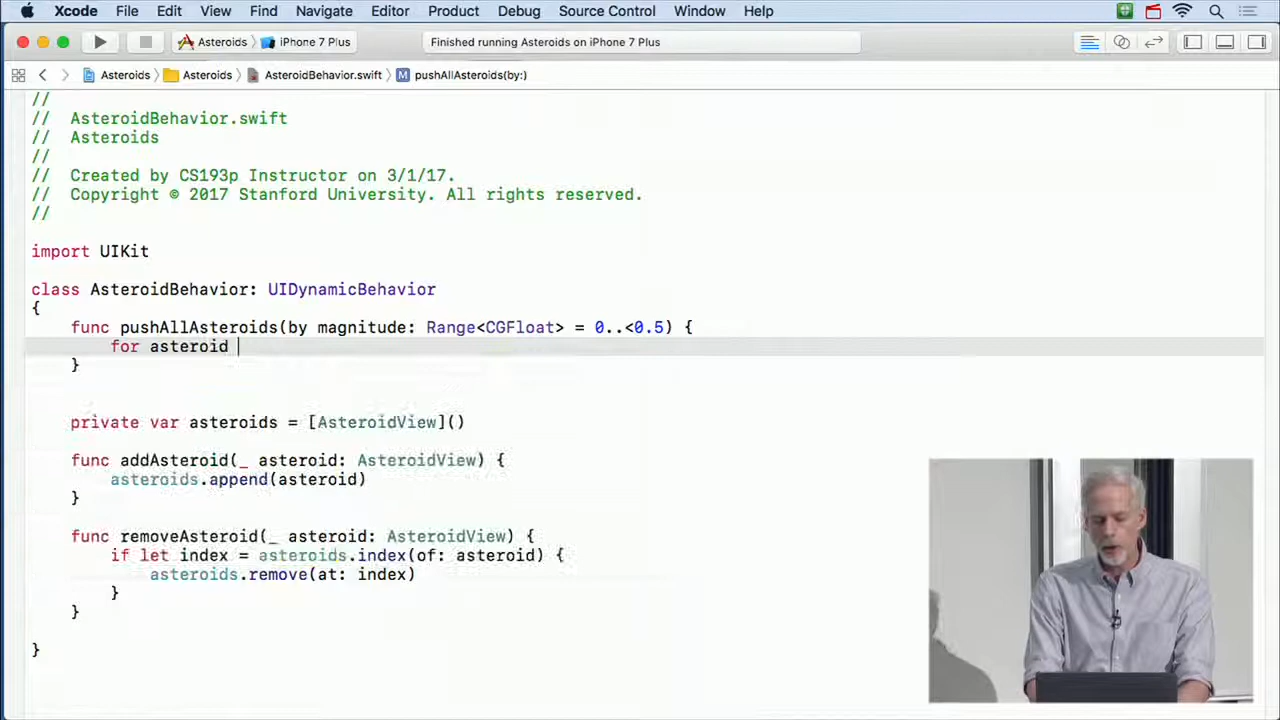 Xcode File Edit View Find Navigate Editor Product Debug Source Control Window Help
Asteroids iPhone 7 Plus Finished running Asteroids on iPhone 7 Plus
Asteroids Asteroids AsteroidBehavior.swift M pushAllAsteroids(by:)
//
// AsteroidBehavior.swift
// Asteroids
//
// Created by CS193p Instructor on 3/1/17.
// Copyright © 2017 Stanford University. All rights reserved.
//
import UIKit
class AsteroidBehavior: UIDynamicBehavior
{
func pushAllAsteroids(by magnitude: Range<CGFloat> = 0..<0.5) {
for asteroid
}
private var asteroids = [AsteroidView]()
func addAsteroid(_ asteroid: AsteroidView) {
asteroids.append(asteroid)
}
func removeAsteroid(_ asteroid: AsteroidView) {
if let index = asteroids.index(of: asteroid) {
asteroids.remove(at: index)
}
}
}